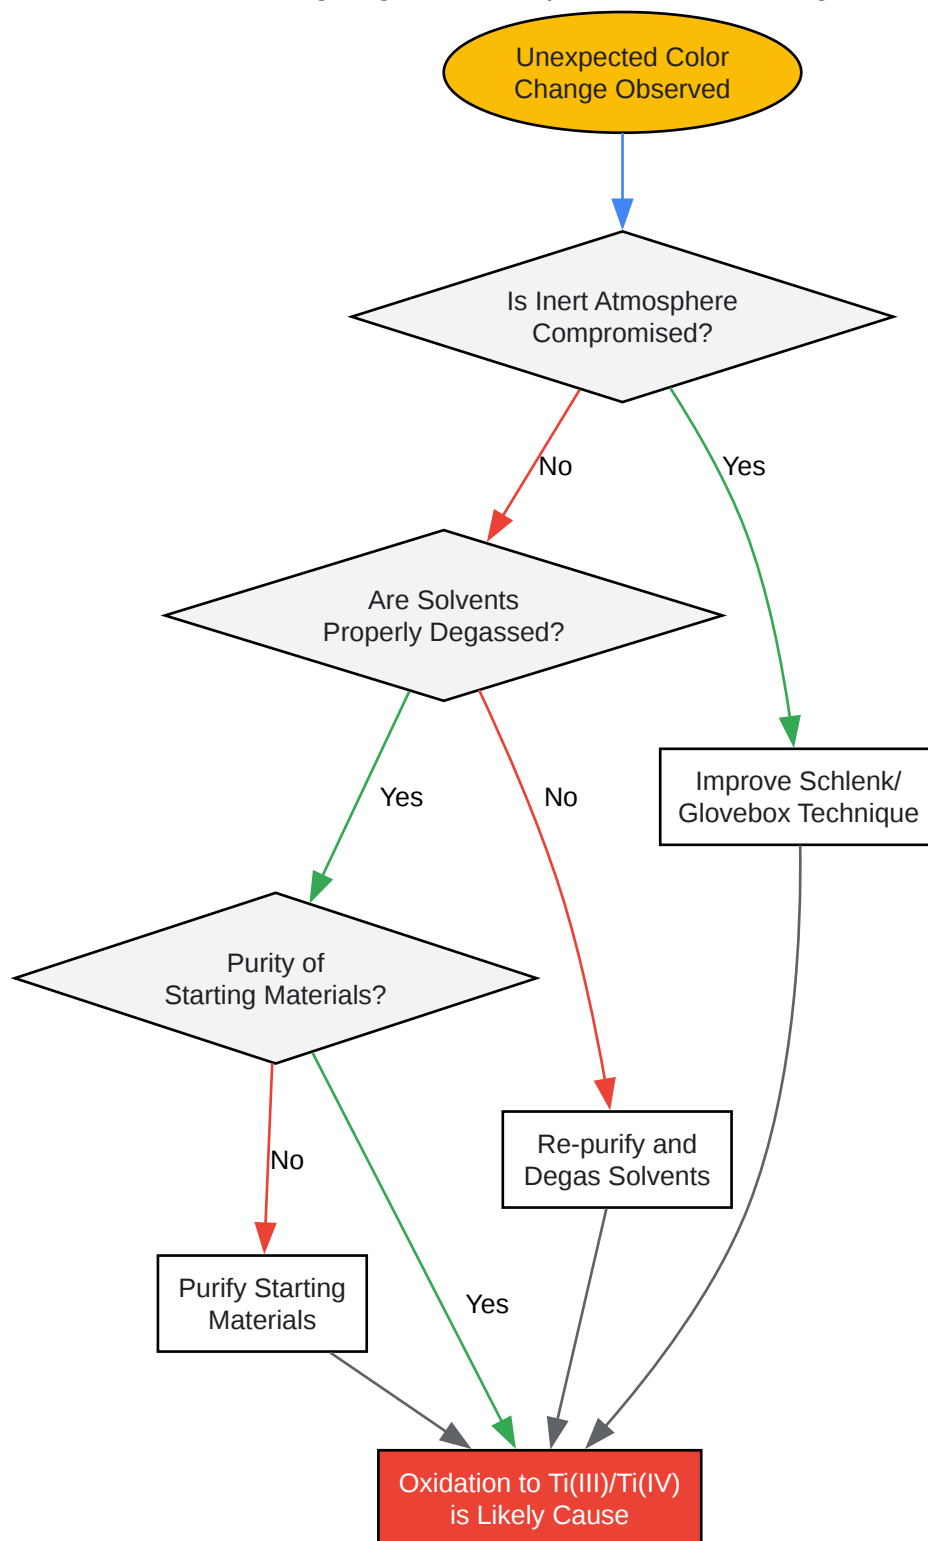 Unexpected Color
Change Observed
Is Inert Atmosphere
Compromised?
No
Yes
Are Solvents
Properly Degassed?
Improve Schlenk/
Glovebox Technique
Yes
No
Purity of
Starting Materials?
Re-purify and
Degas Solvents
No
Purify Starting
Materials
Yes
Oxidation to Ti(III)/Ti(IV)
is Likely Cause